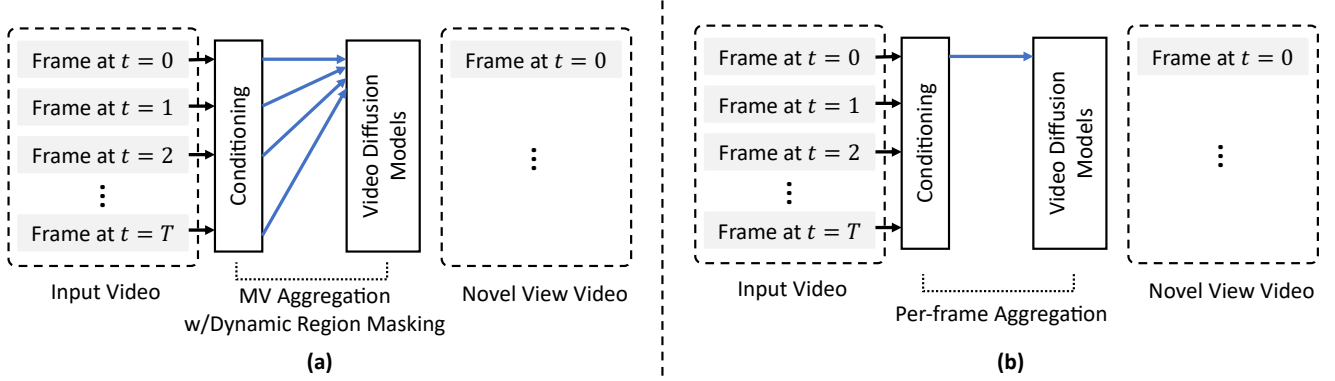 Frame at t = 0
Frame at t = 1
Frame at t = 2
⋮
Frame at t = T
Input Video
Conditioning
Video Diffusion
Models
MV Aggregation
w/Dynamic Region Masking
Frame at t = 0
⋮
Novel View Video
(a)
Frame at t = 0
Frame at t = 1
Frame at t = 2
⋮
Frame at t = T
Input Video
Conditioning
Video Diffusion
Models
Per-frame Aggregation
Frame at t = 0
⋮
Novel View Video
(b)